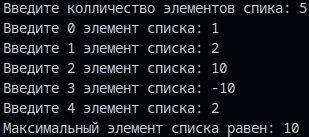 Введите колличество элементов спика: 5
Введите 0 элемент списка: 1
Введите 1 элемент списка: 2
Введите 2 элемент списка: 10
Введите 3 элемент списка: -10
Введите 4 элемент списка: 2
Максимальный элемент списка равен: 10